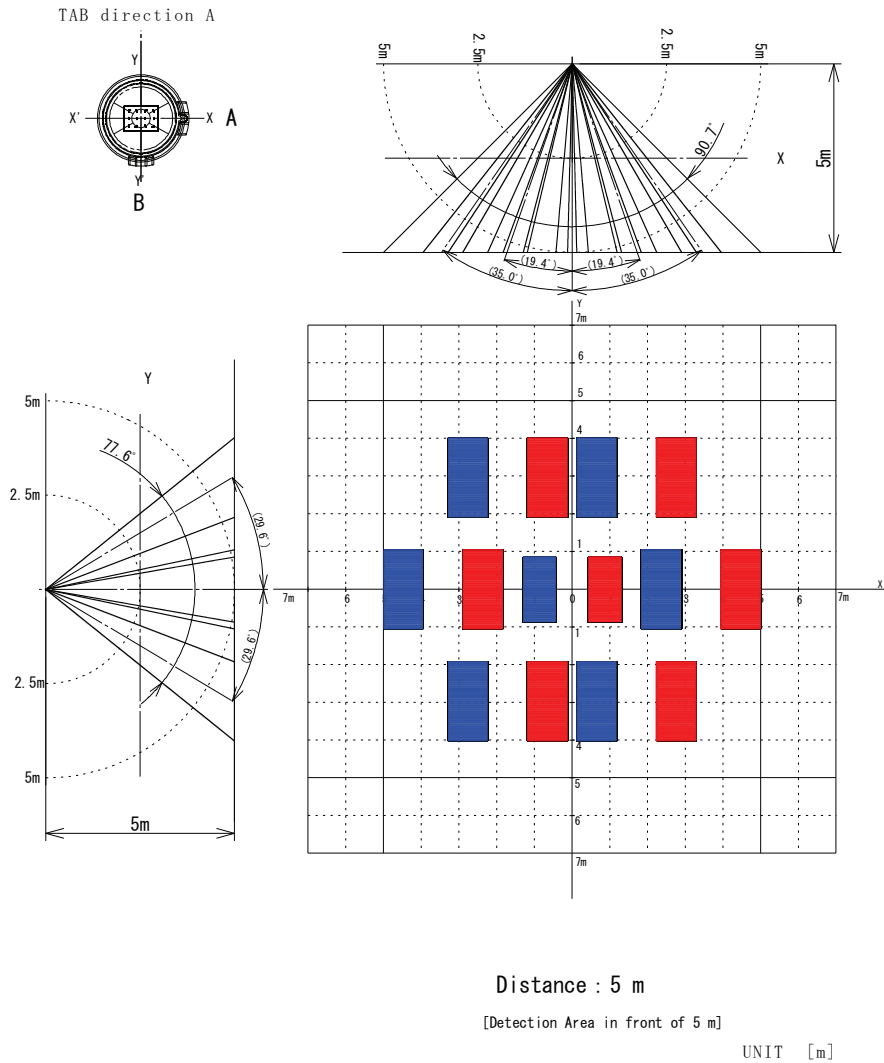 TAB direction A
Y
X' X A
Y'
B
5m 2.5m 2.5m 5m
90.7°
X
5m
(19.4°) (19.4°)
(35.0°) (35.0°)
Y
7m
6
5
4
1
7m 6 3 0 3 6 7m X
1
4
5
6
7m
Y
5m
77.6°
2.5m
(29.6°)
(29.6°)
2.5m
5m
5m
Distance : 5 m
[Detection Area in front of 5 m]
UNIT [m]